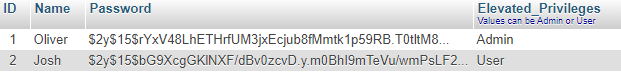 ID Name Password Elevated_Privileges
Values can be Admin or User
1 Oliver $2y$15$rYxV48LhETHrfUM3jxEcjub8fMmtk1p59RB.T0tltM8... Admin
2 Josh $2y$15$bG9XcgGKlNXF/dBv0zcvD.y.m0BhI9mTeVu/wmPsLF2... User